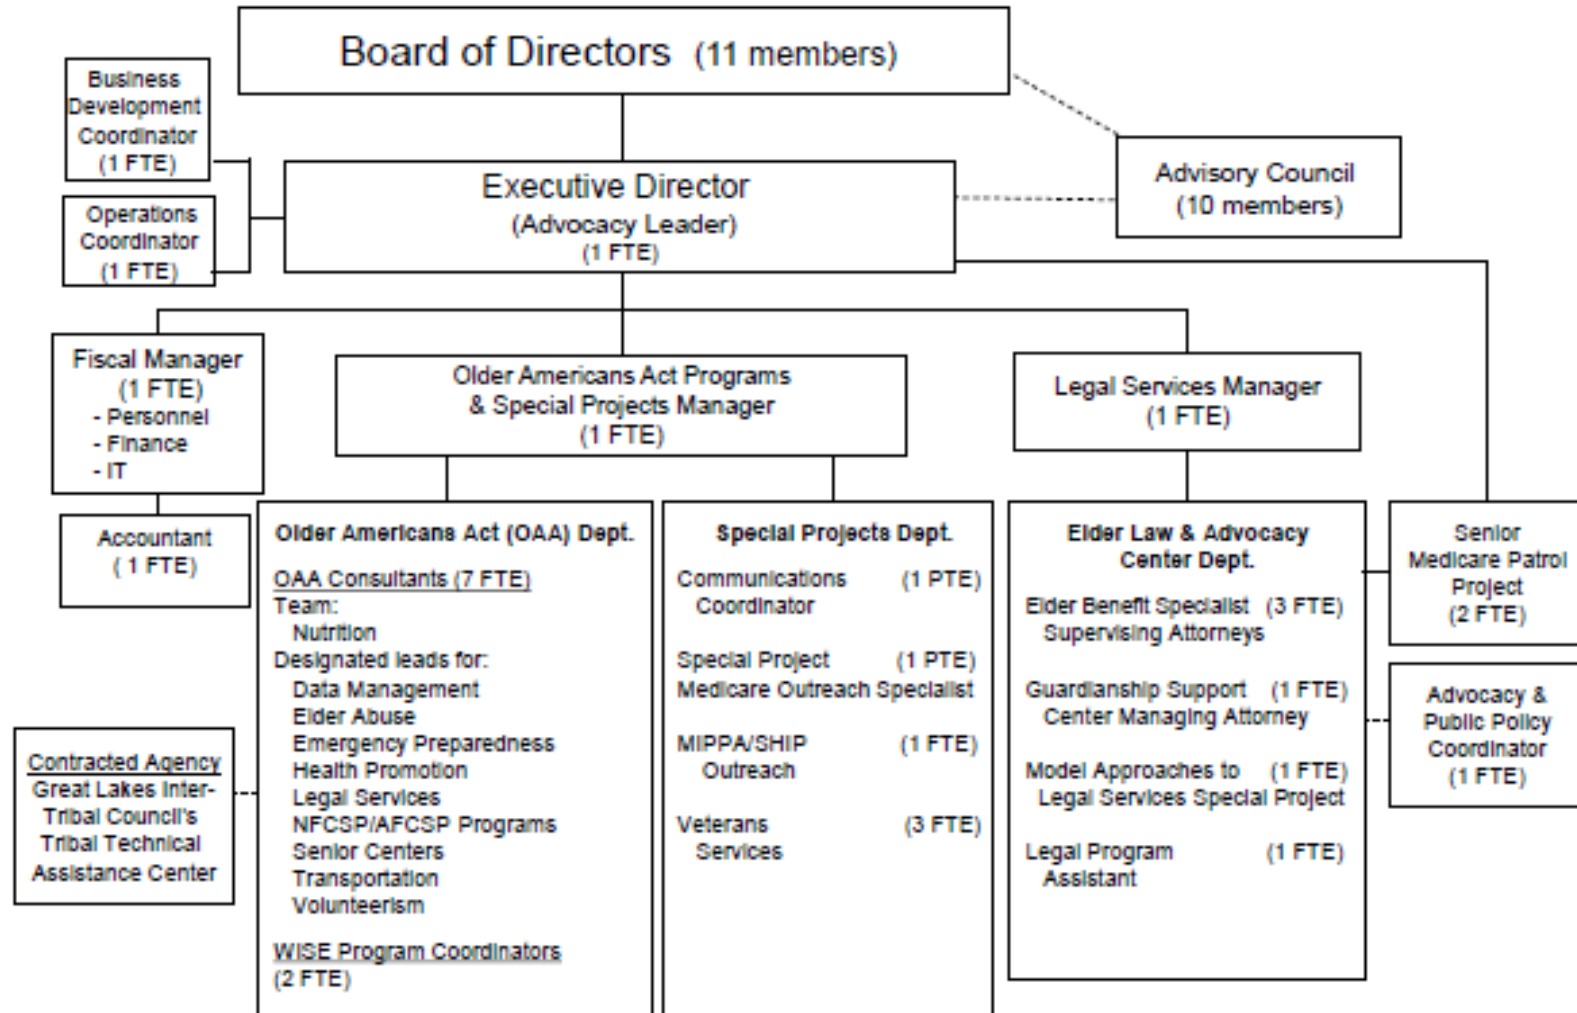 Board of Directors (11 members)
Business
Development
Coordinator
(1 FTE)
Operations
Coordinator
(1 FTE)
Executive Director
(Advocacy Leader)
(1 FTE)
Advisory Council
(10 members)
Fiscal Manager
(1 FTE)
- Personnel
- Finance
- IT
Older Americans Act Programs
& Special Projects Manager
(1 FTE)
Legal Services Manager
(1 FTE)
Accountant
( 1 FTE)
Older Americans Act (OAA) Dept.
OAA Consultants (7 FTE)
Team:
Nutrition
Designated leads for:
Data Management
Elder Abuse
Emergency Preparedness
Health Promotion
Legal Services
NFCSP/AFCSP Programs
Senior Centers
Transportation
Volunteerism
WISE Program Coordinators
(2 FTE)
Special Projects Dept.
Communications (1 PTE)
Coordinator
Special Project (1 PTE)
Medicare Outreach Specialist
MIPPA/SHIP (1 FTE)
Outreach
Veterans (3 FTE)
Services
Elder Law & Advocacy
Center Dept.
Elder Benefit Specialist (3 FTE)
Supervising Attorneys
Guardianship Support (1 FTE)
Center Managing Attorney
Model Approaches to (1 FTE)
Legal Services Special Project
Legal Program (1 FTE)
Assistant
Senior
Medicare Patrol
Project
(2 FTE)
Advocacy &
Public Policy
Coordinator
(1 FTE)
Contracted Agency
Great Lakes Inter-
Tribal Council's
Tribal Technical
Assistance Center